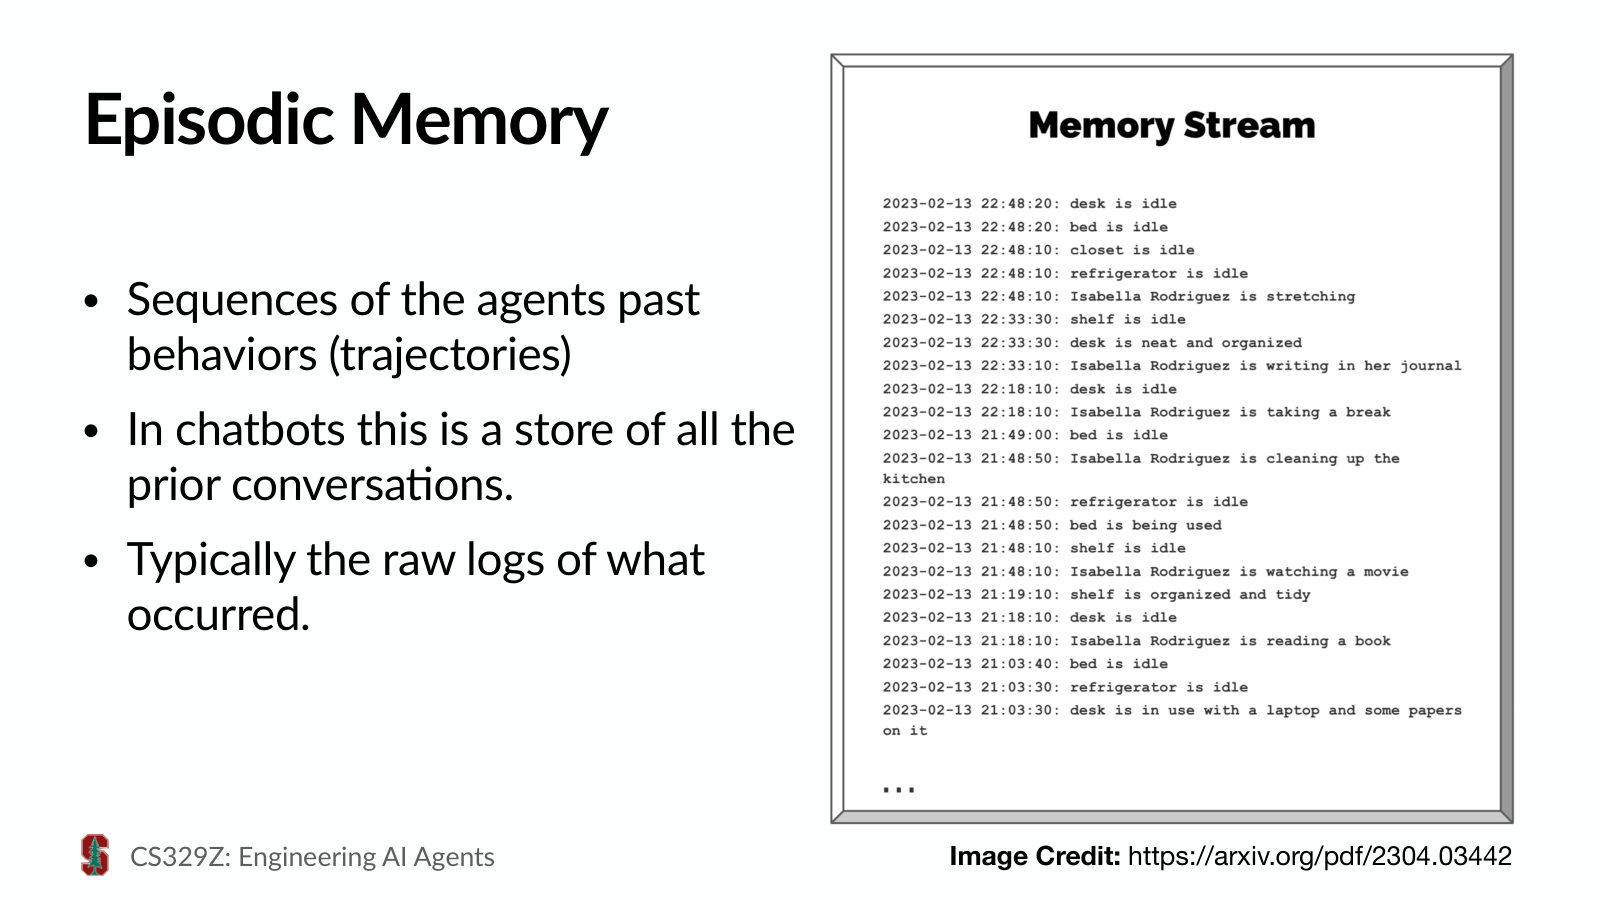 Episodic Memory
• Sequences of the agents past
behaviors (trajectories)
• In chatbots this is a store of all the
prior conversations.
• Typically the raw logs of what
occurred.
Memory Stream
2023-02-13 22:48:20: desk is idle
2023-02-13 22:48:20: bed is idle
2023-02-13 22:48:10: closet is idle
2023-02-13 22:48:10: refrigerator is idle
2023-02-13 22:48:10: Isabella Rodriguez is stretching
2023-02-13 22:33:30: shelf is idle
2023-02-13 22:33:30: desk is neat and organized
2023-02-13 22:33:10: Isabella Rodriguez is writing in her journal
2023-02-13 22:18:10: desk is idle
2023-02-13 22:18:10: Isabella Rodriguez is taking a break
2023-02-13 21:49:00: bed is idle
2023-02-13 21:48:50: Isabella Rodriguez is cleaning up the
kitchen
2023-02-13 21:48:50: refrigerator is idle
2023-02-13 21:48:50: bed is being used
2023-02-13 21:48:10: shelf is idle
2023-02-13 21:48:10: Isabella Rodriguez is watching a movie
2023-02-13 21:19:10: shelf is organized and tidy
2023-02-13 21:18:10: desk is idle
2023-02-13 21:18:10: Isabella Rodriguez is reading a book
2023-02-13 21:03:40: bed is idle
2023-02-13 21:03:30: refrigerator is idle
2023-02-13 21:03:30: desk is in use with a laptop and some papers
on it
...
CS329Z: Engineering AI Agents
Image Credit: https://arxiv.org/pdf/2304.03442